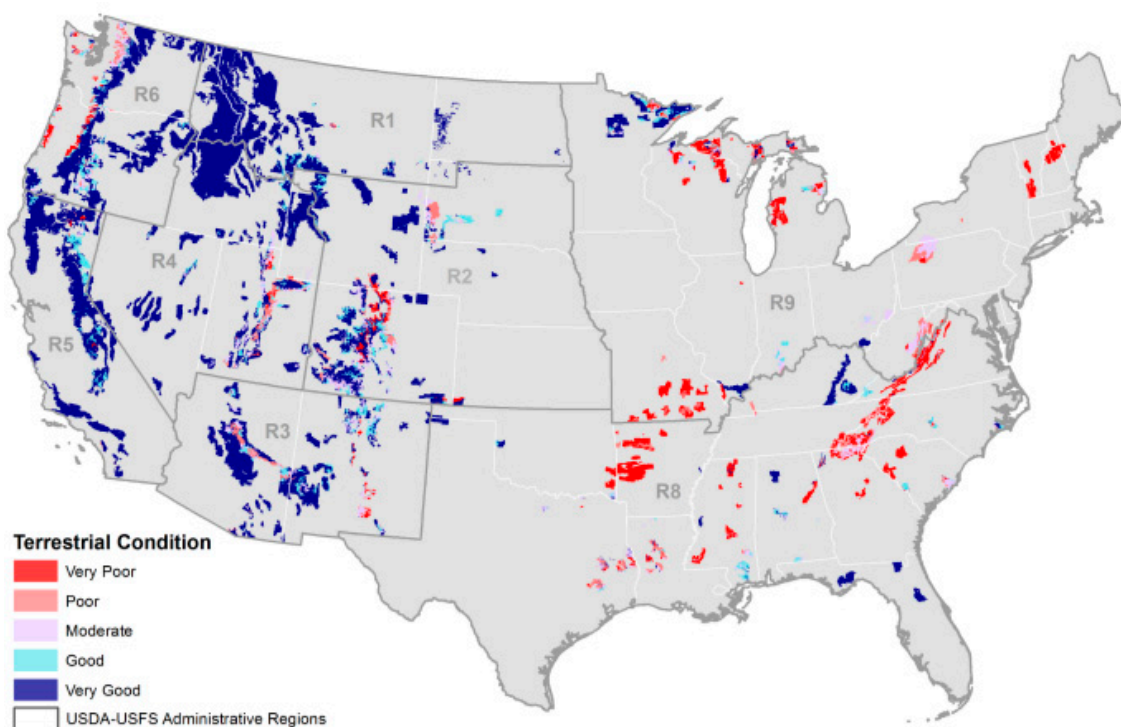 R6
R1
R4
R2
R9
R5
R3
R8
Terrestrial Condition
Very Poor
Poor
Moderate
Good
Very Good
USDA-USFS Administrative Regions